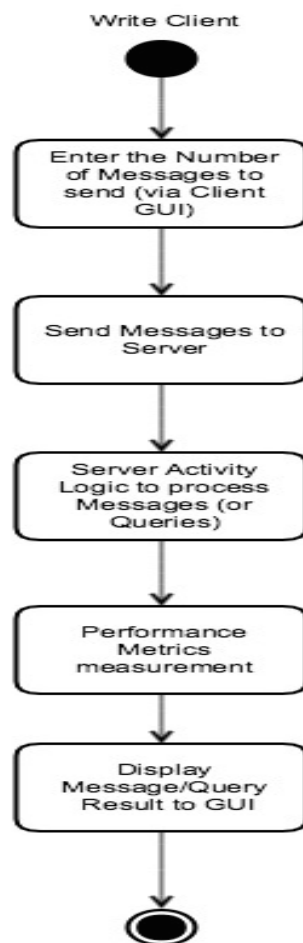 Write Client
Enter the Number
of Messages to
send (via Client
GUI)
Send Messages to
Server
Server Activity
Logic to process
Messages (or
Queries)
Performance
Metrics
measurement
Display
Message/Query
Result to GUI